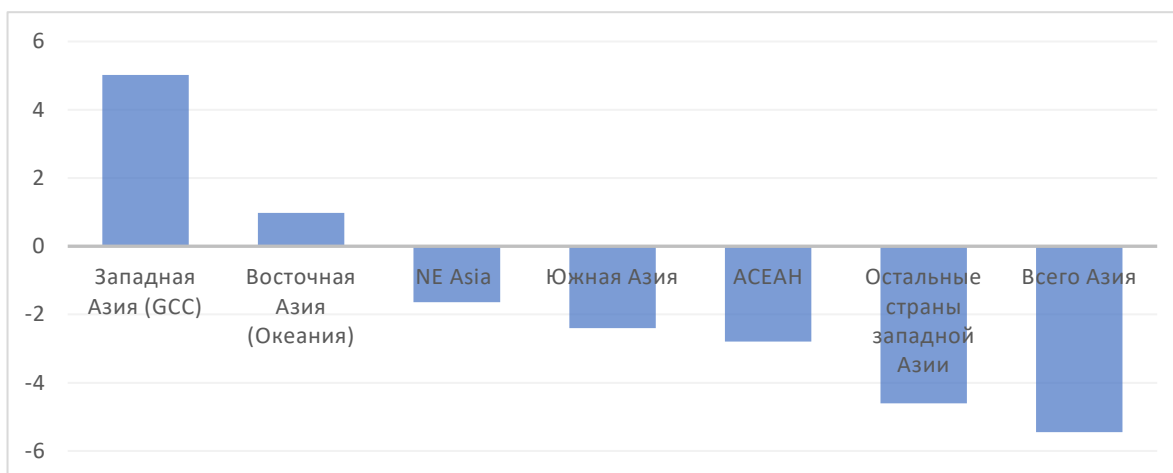 6
4
2
0
-2
-4
-6
Западная
Азия (GCC)
Восточная
Азия
(Океания)
NE Asia
Южная Азия
АСЕАН
Остальные
страны
западной
Азии
Всего Азия